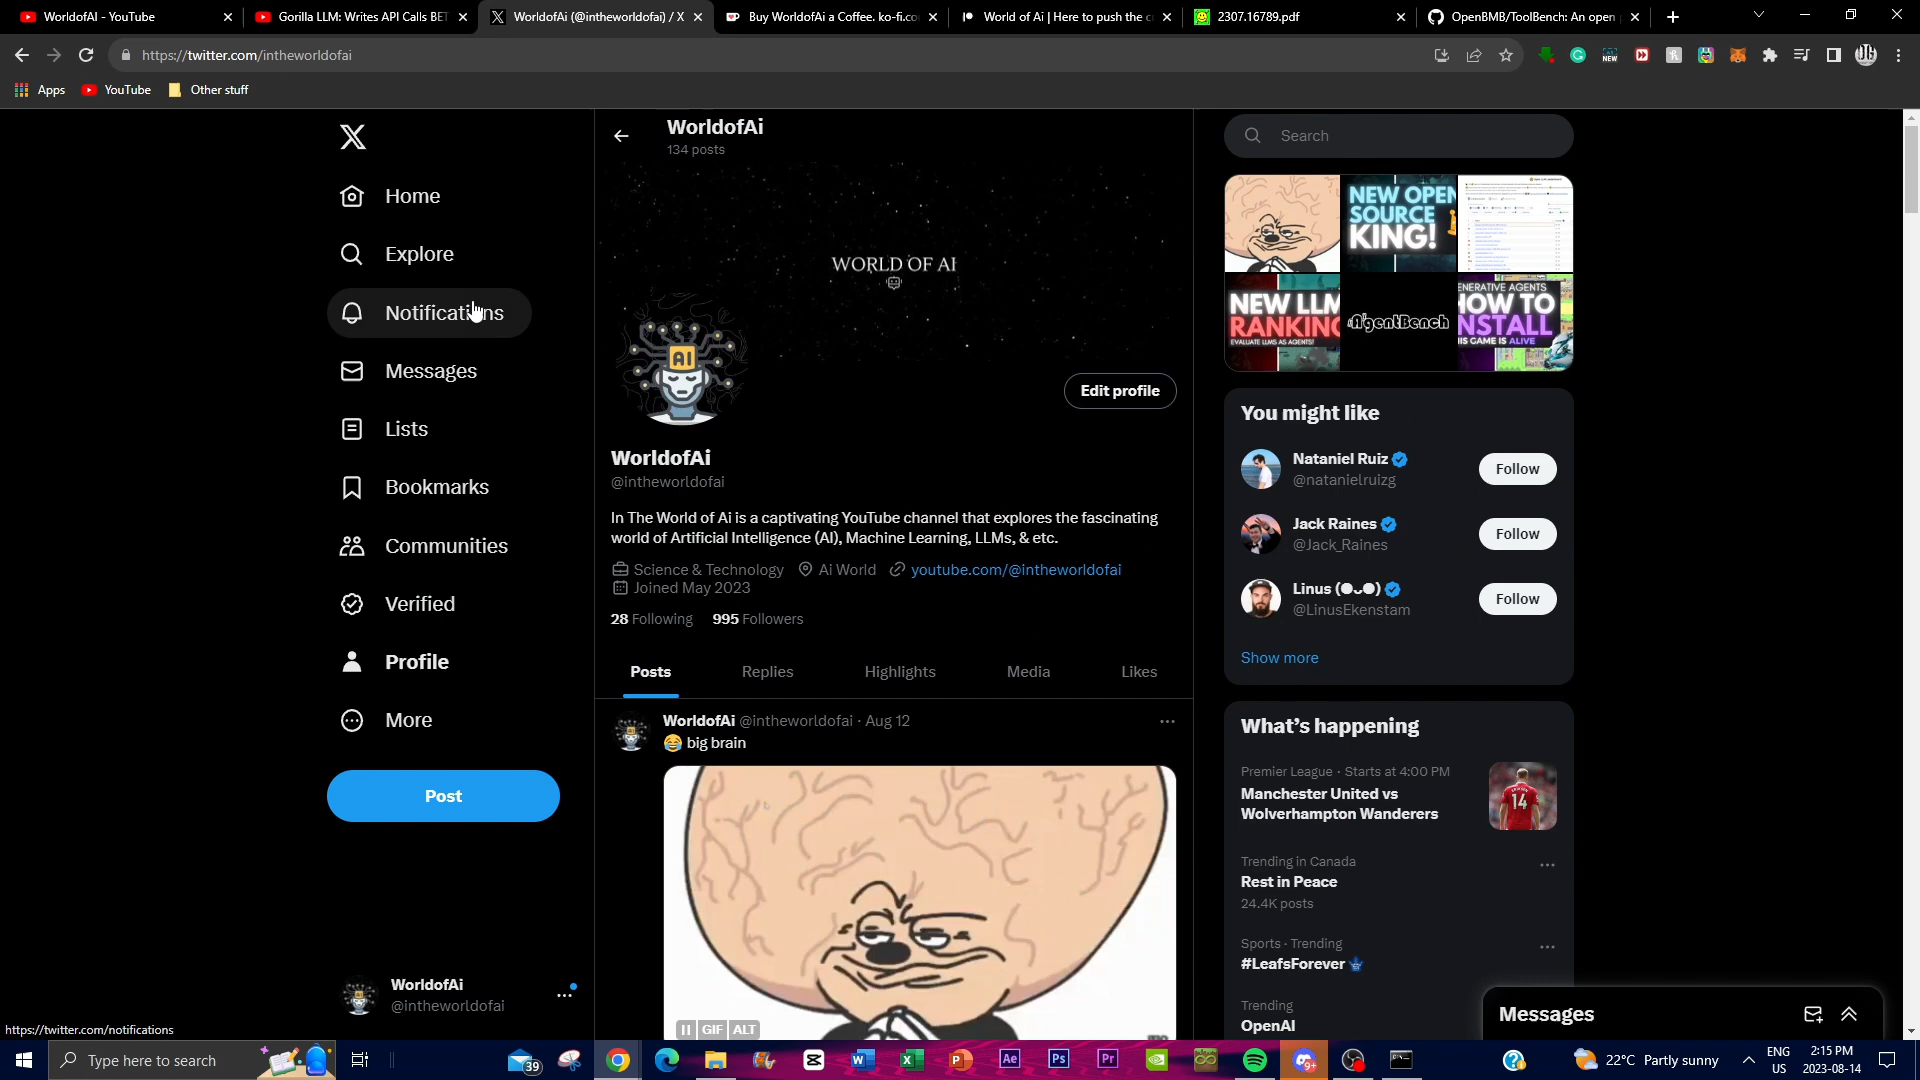 WorldofAI - YouTube
Gorilla LLM: Writes API Calls BET
WorldofAi (@intheworldofai) / X
Buy WorldofAi a Coffee. ko-fi.co
World of Ai | Here to push the c
2307.16789.pdf
OpenBMB/ToolBench: An open
https://twitter.com/intheworldofai
NEW
Apps
YouTube
Other stuff
Home
Explore
Notifications
Messages
Lists
Bookmarks
Communities
Verified
Profile
More
Post
WorldofAi
@intheworldofai
https://twitter.com/notifications
WorldofAi
134 posts
WORLD OF AI
AI
Edit profile
WorldofAi
@intheworldofai
In The World of Ai is a captivating YouTube channel that explores the fascinating
world of Artificial Intelligence (AI), Machine Learning, LLMs, & etc.
Science & Technology
Ai World
youtube.com/@intheworldofai
Joined May 2023
28 Following
995 Followers
Posts
Replies
Highlights
Media
Likes
WorldofAi @intheworldofai · Aug 12
😂 big brain
GIF
ALT
Search
NEW OPEN
SOURCE
KING!
NEW LLM
RANKING
EVALUATE LLMS AS AGENTS!
AgentBench
ENERATIVE AGENTS
HOW TO
NSTALL
HIS GAME IS ALIVE
You might like
Nataniel Ruiz
@natanielruizg
Follow
Jack Raines
@Jack_Raines
Follow
Linus (●ᴗ●)
@LinusEkenstam
Follow
Show more
What's happening
Premier League · Starts at 4:00 PM
Manchester United vs
Wolverhampton Wanderers
14
Trending in Canada
Rest in Peace
24.4K posts
Sports · Trending
#LeafsForever
Trending
OpenAI
Messages
Type here to search
39
Ae
Ps
Pr
9+
22°C Partly sunny
ENG
US
2:15 PM
2023-08-14